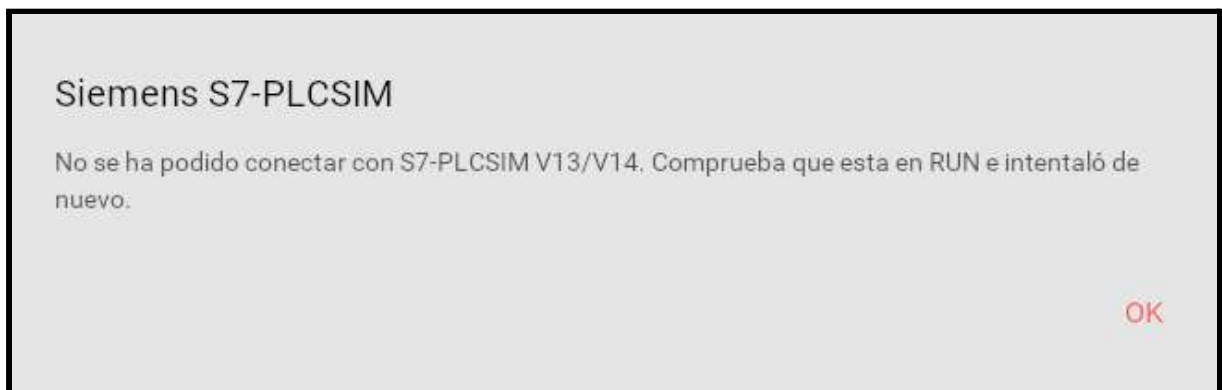 Siemens S7-PLCSIM
No se ha podido conectar con S7-PLCSIM V13/V14. Comprueba que esta en RUN e intentaló de
nuevo.
OK